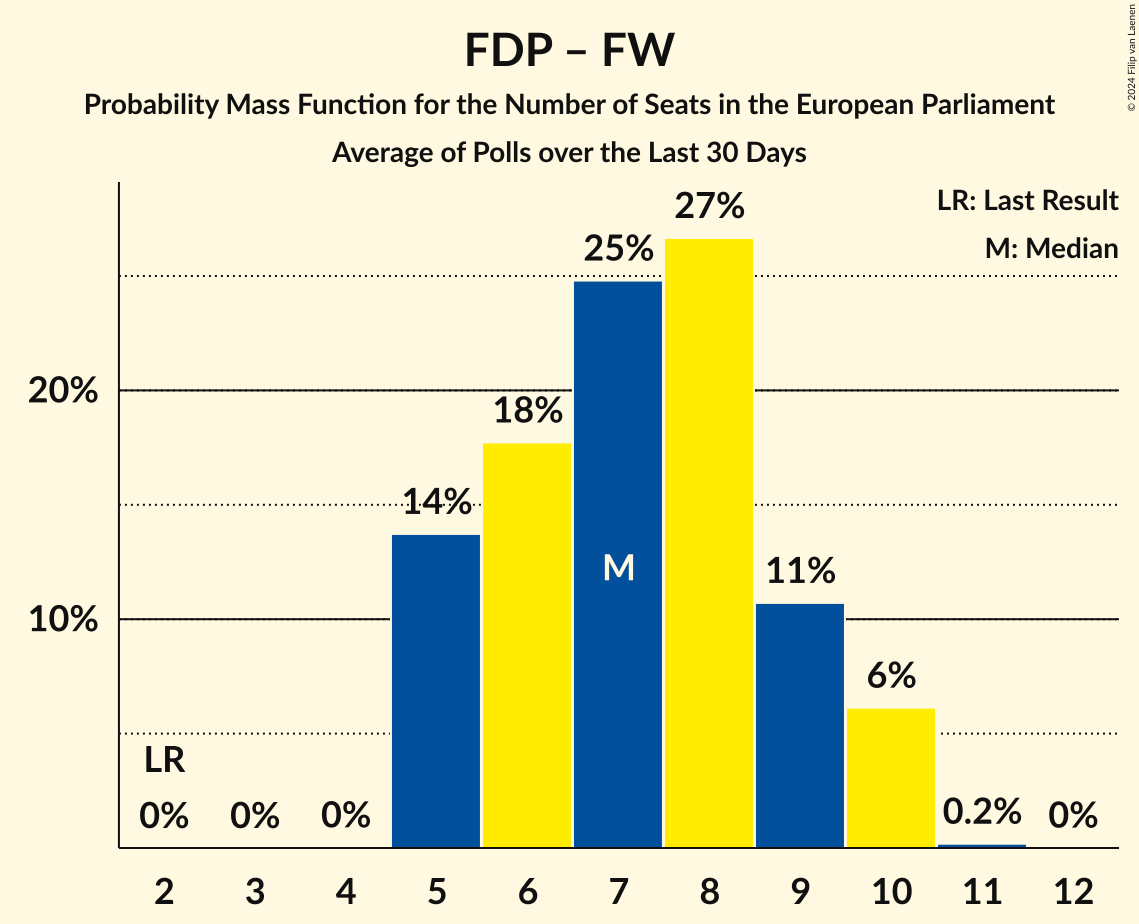 FDP – FW
Probability Mass Function for the Number of Seats in the European Parliament
Average of Polls over the Last 30 Days
© 2024 Filip van Laenen
LR: Last Result
M: Median
27%
25%
20%
18%
14%
M
11%
10%
6%
LR
0% 0% 0% 0.2% 0%
2 3 4 5 6 7 8 9 10 11 12